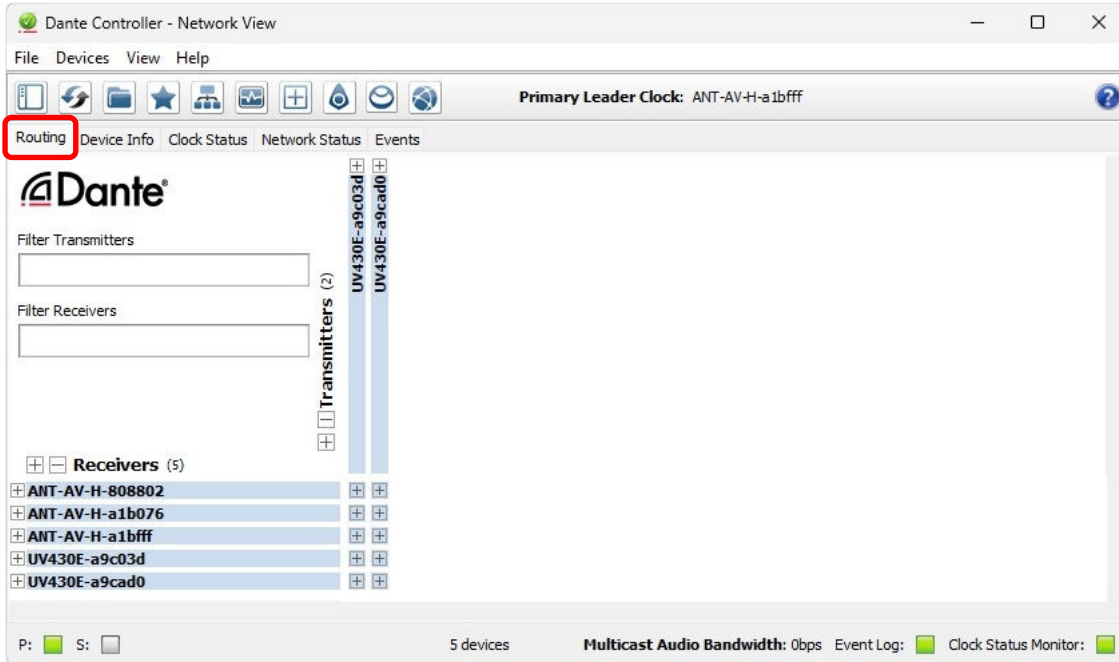 Dante Controller - Network View
File Devices View Help
Primary Leader Clock: ANT-AV-H-a1bfff
?
Routing Device Info Clock Status Network Status Events
Dante®
Filter Transmitters
Filter Receivers
Transmitters (2)
UV430E-a9c03d
UV430E-a9cad0
Receivers (5)
ANT-AV-H-808802
ANT-AV-H-a1b076
ANT-AV-H-a1bfff
UV430E-a9c03d
UV430E-a9cad0
P: S: 5 devices Multicast Audio Bandwidth: 0bps Event Log: Clock Status Monitor: